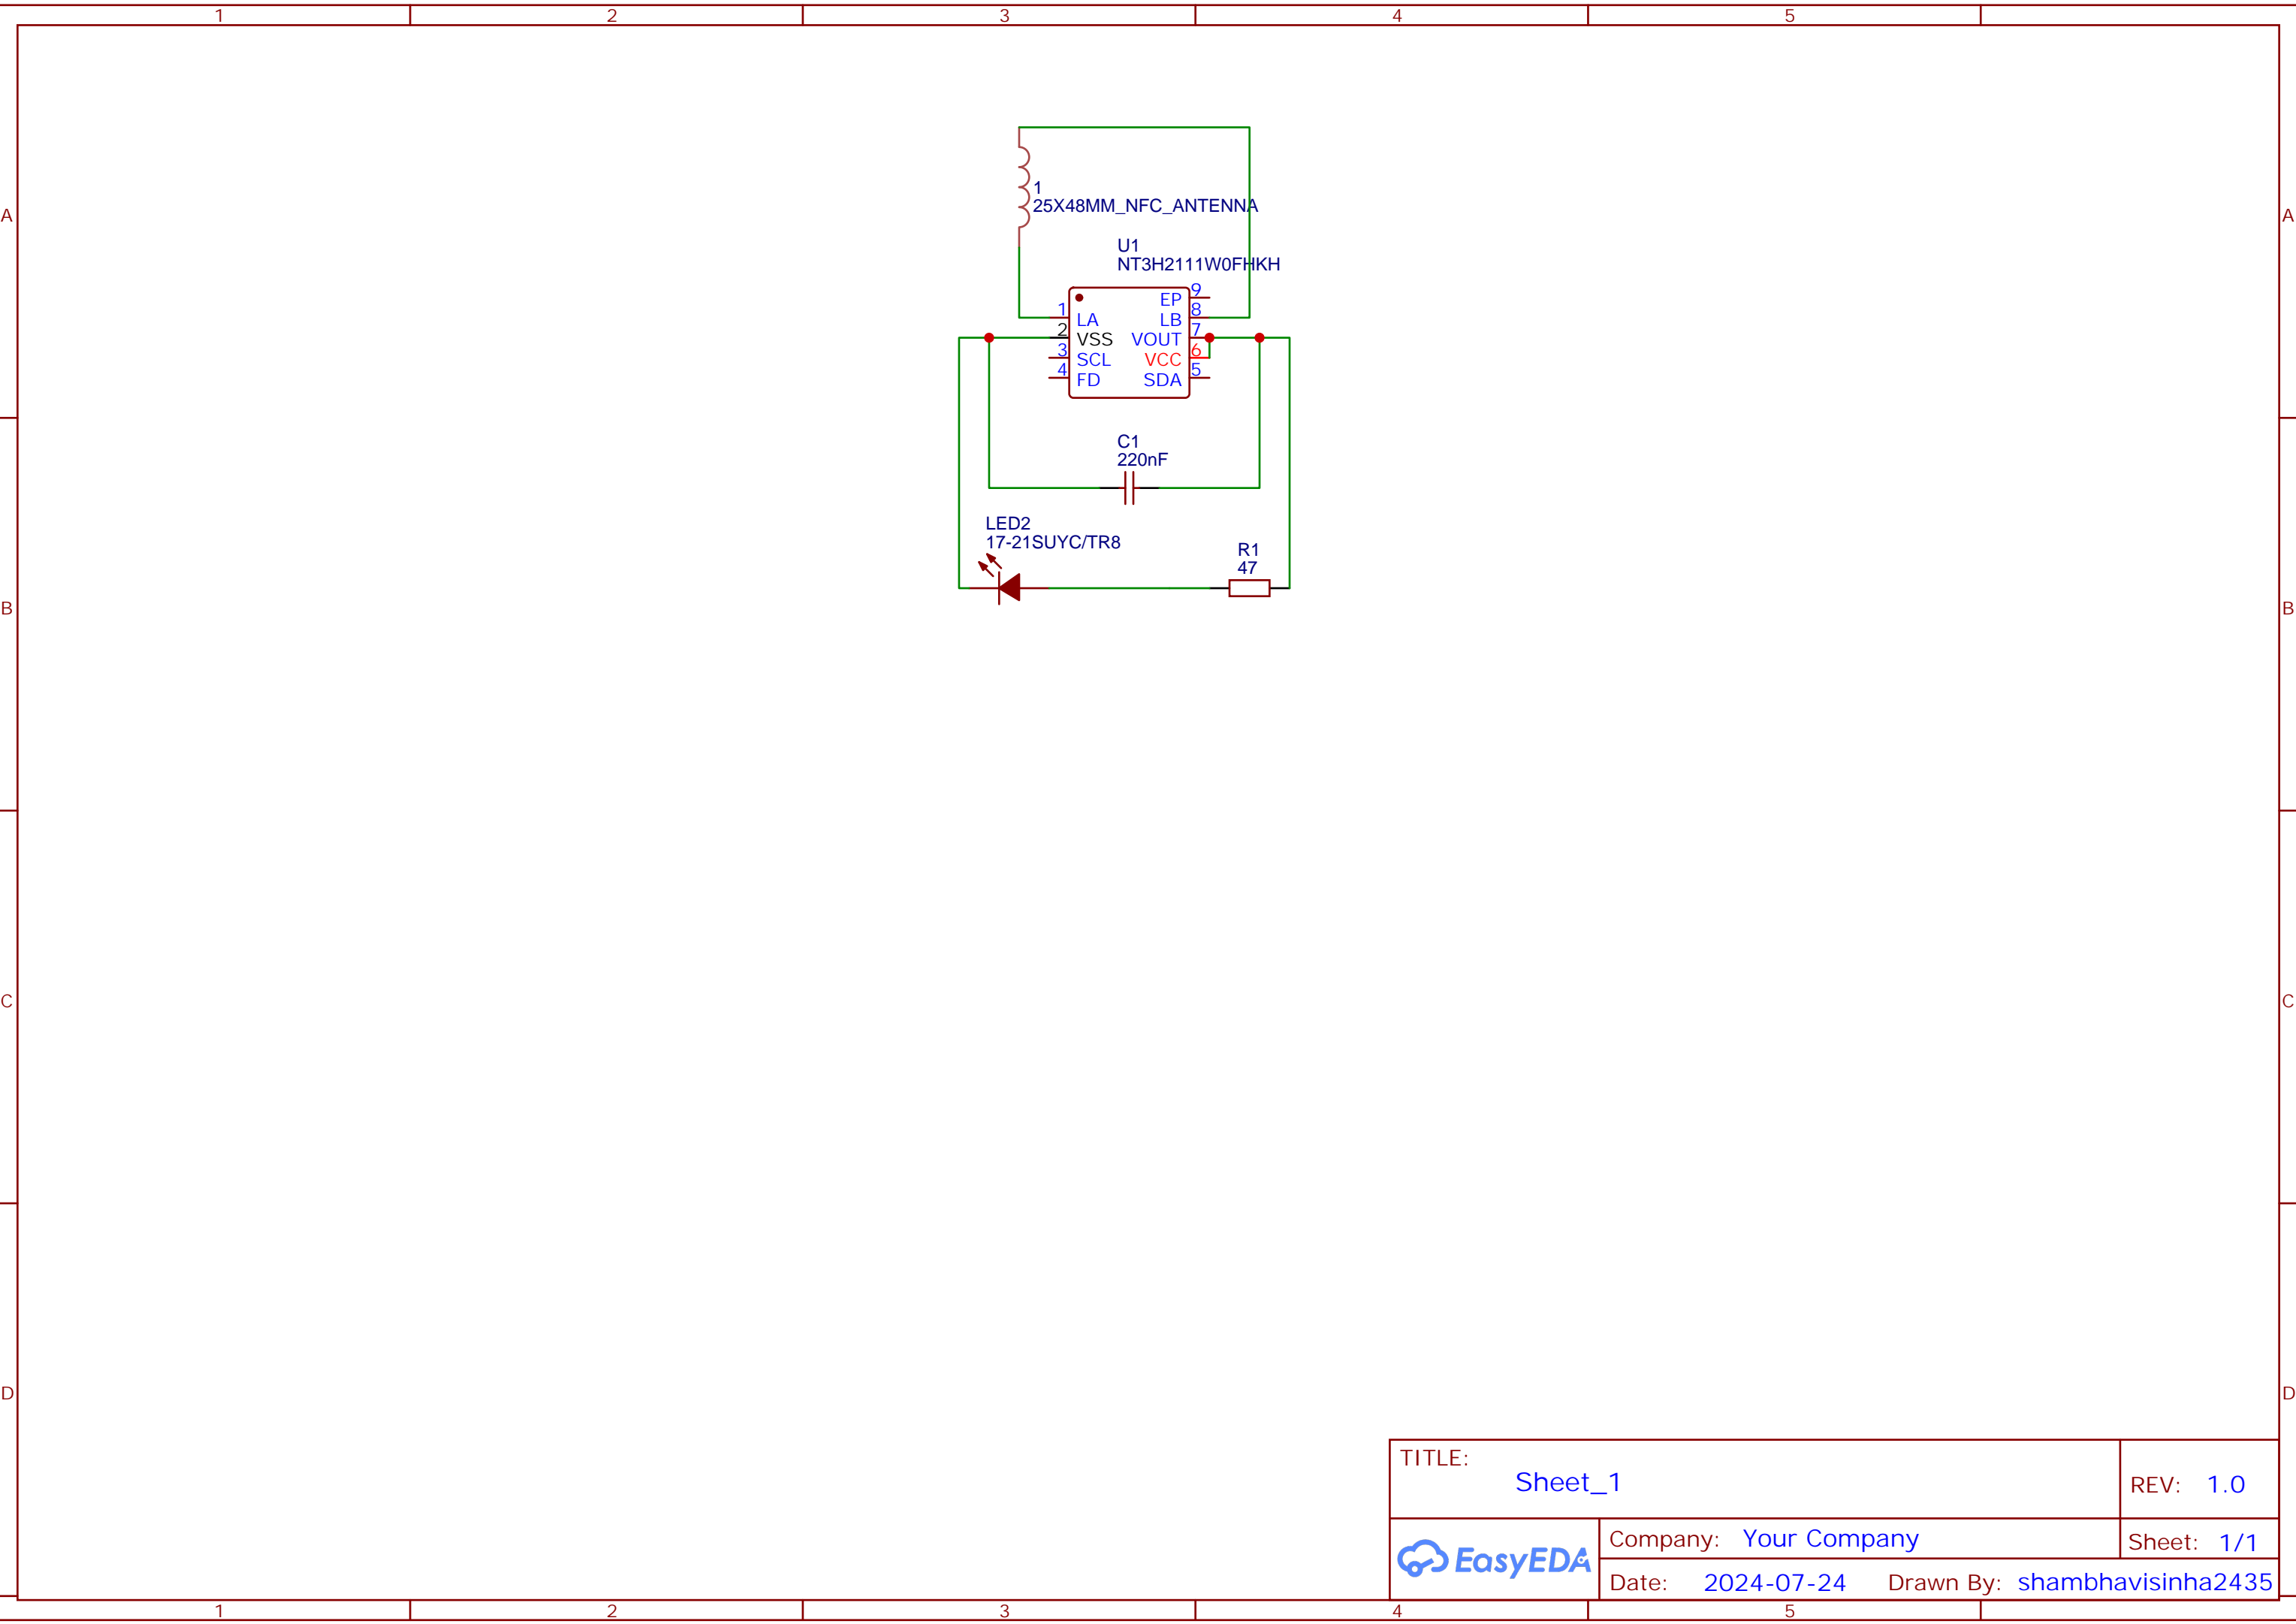 1 2 3 4 5
A A
1
25X48MM_NFC_ANTENNA
U1
NT3H2111W0FHKH
EP 9
1 LA LB 8
2 VSS VOUT 7
3 SCL VCC 6
4 FD SDA 5
C1
220nF
LED2
17-21SUYC/TR8
R1
47
B B
C C
D D
TITLE:
Sheet_1
REV: 1.0
EasyEDA
Company: Your Company
Sheet: 1/1
Date: 2024-07-24 Drawn By: shambhavisinha2435
1 2 3 4 5